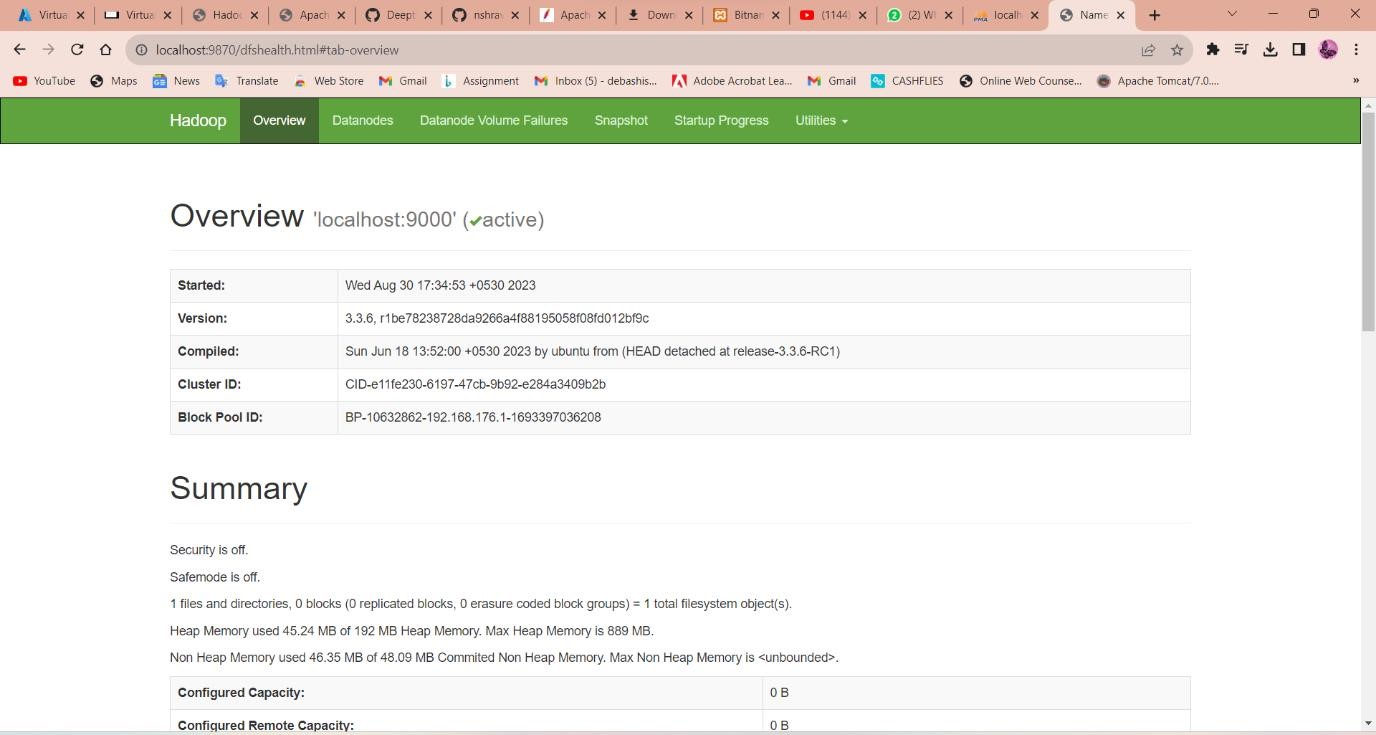 Virtua Virtua Hadoo Apach Deept nshrav Apach Downl Bitnam (1144) (2) Wh localh Name
localhost:9870/dfshealth.html#tab-overview
YouTube Maps News Translate Web Store Gmail Assignment Inbox (5) - debashis... Adobe Acrobat Lea... Gmail CASHFLIES Online Web Counse... Apache Tomcat/7.0.... »
Hadoop Overview Datanodes Datanode Volume Failures Snapshot Startup Progress Utilities
Overview 'localhost:9000' (✔active)
Started: Wed Aug 30 17:34:53 +0530 2023
Version: 3.3.6, r1be78238728da9266a4f88195058f08fd012bf9c
Compiled: Sun Jun 18 13:52:00 +0530 2023 by ubuntu from (HEAD detached at release-3.3.6-RC1)
Cluster ID: CID-e11fe230-6197-47cb-9b92-e284a3409b2b
Block Pool ID: BP-10632862-192.168.176.1-1693397036208
Summary
Security is off.
Safemode is off.
1 files and directories, 0 blocks (0 replicated blocks, 0 erasure coded block groups) = 1 total filesystem object(s).
Heap Memory used 45.24 MB of 192 MB Heap Memory. Max Heap Memory is 889 MB.
Non Heap Memory used 46.35 MB of 48.09 MB Commited Non Heap Memory. Max Non Heap Memory is <unbounded>.
Configured Capacity: 0 B
Configured Remote Capacity: 0 B